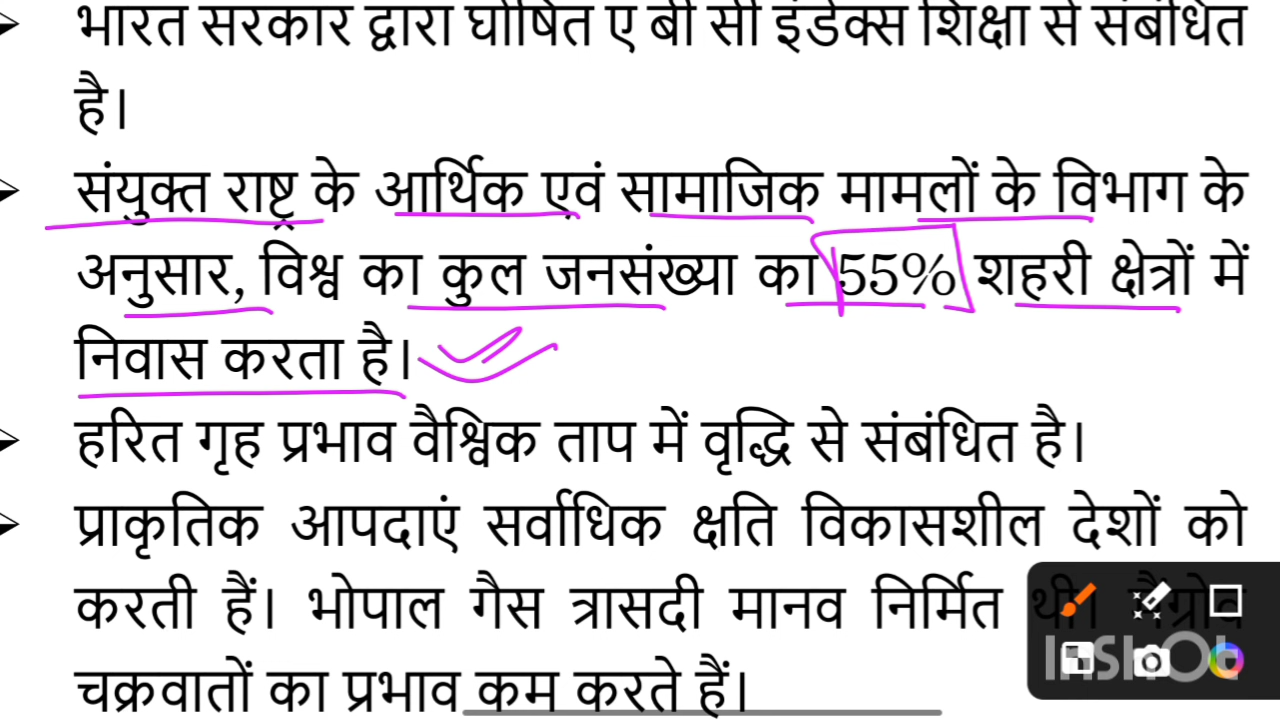 भारत सरकार द्वारा घोषित ए बी सी इंडेक्स शिक्षा से संबंधित
है।
संयुक्त राष्ट्र के आर्थिक एवं सामाजिक मामलों के विभाग के
अनुसार, विश्व का कुल जनसंख्या का 55% शहरी क्षेत्रों में
निवास करता है।
हरित गृह प्रभाव वैश्विक ताप में वृद्धि से संबंधित है।
प्राकृतिक आपदाएं सर्वाधिक क्षति विकासशील देशों को
करती हैं। भोपाल गैस त्रासदी मानव निर्मित थी। मैंग्रोव
चक्रवातों का प्रभाव कम करते हैं।
InShOt